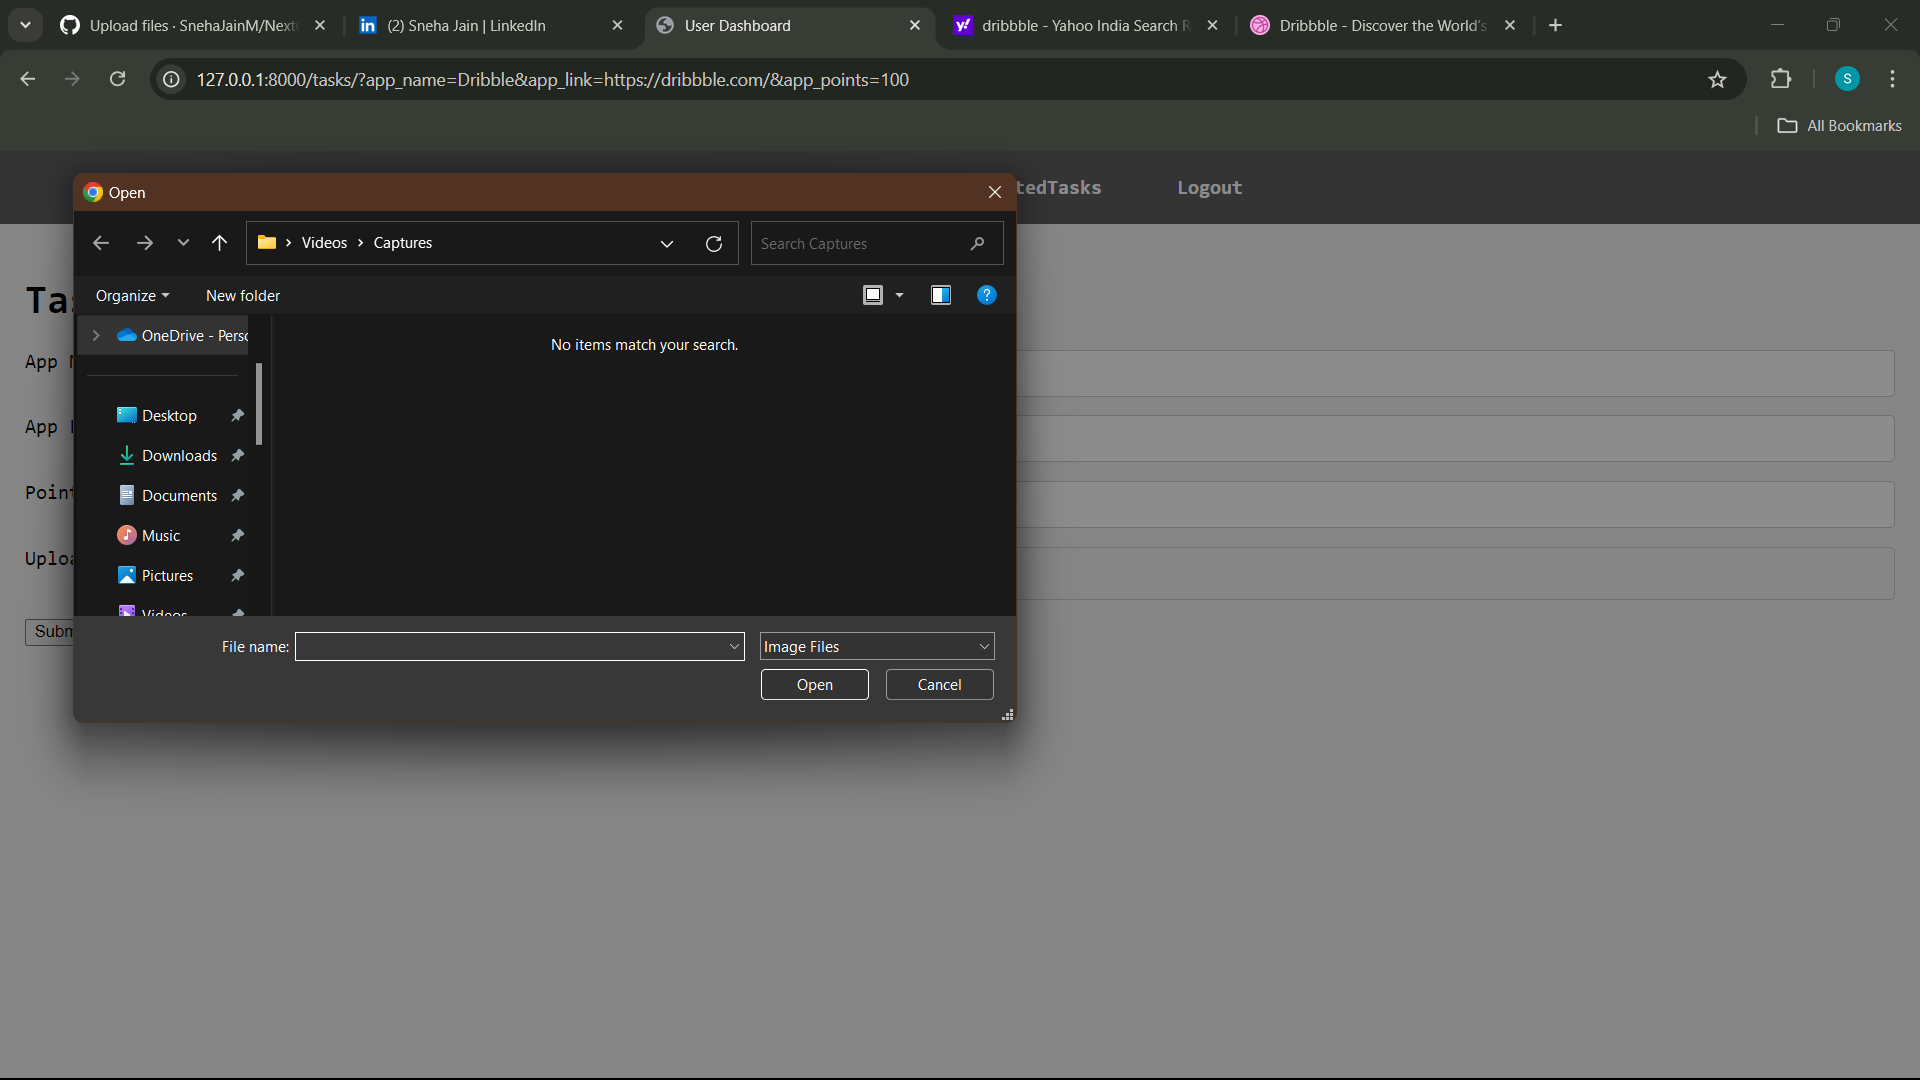 Upload files · SnehaJainM/Next
(2) Sneha Jain | LinkedIn
User Dashboard
dribbble - Yahoo India Search R
Dribbble - Discover the World's
127.0.0.1:8000/tasks/?app_name=Dribble&app_link=https://dribbble.com/&app_points=100
S
All Bookmarks
Open
tedTasks
Logout
Videos > Captures
Search Captures
Organize
New folder
OneDrive - Perso
No items match your search.
Desktop
Downloads
Documents
Music
Pictures
Videos
Tas
App N
App L
Point
Uploa
Subm
File name:
Image Files
Open
Cancel